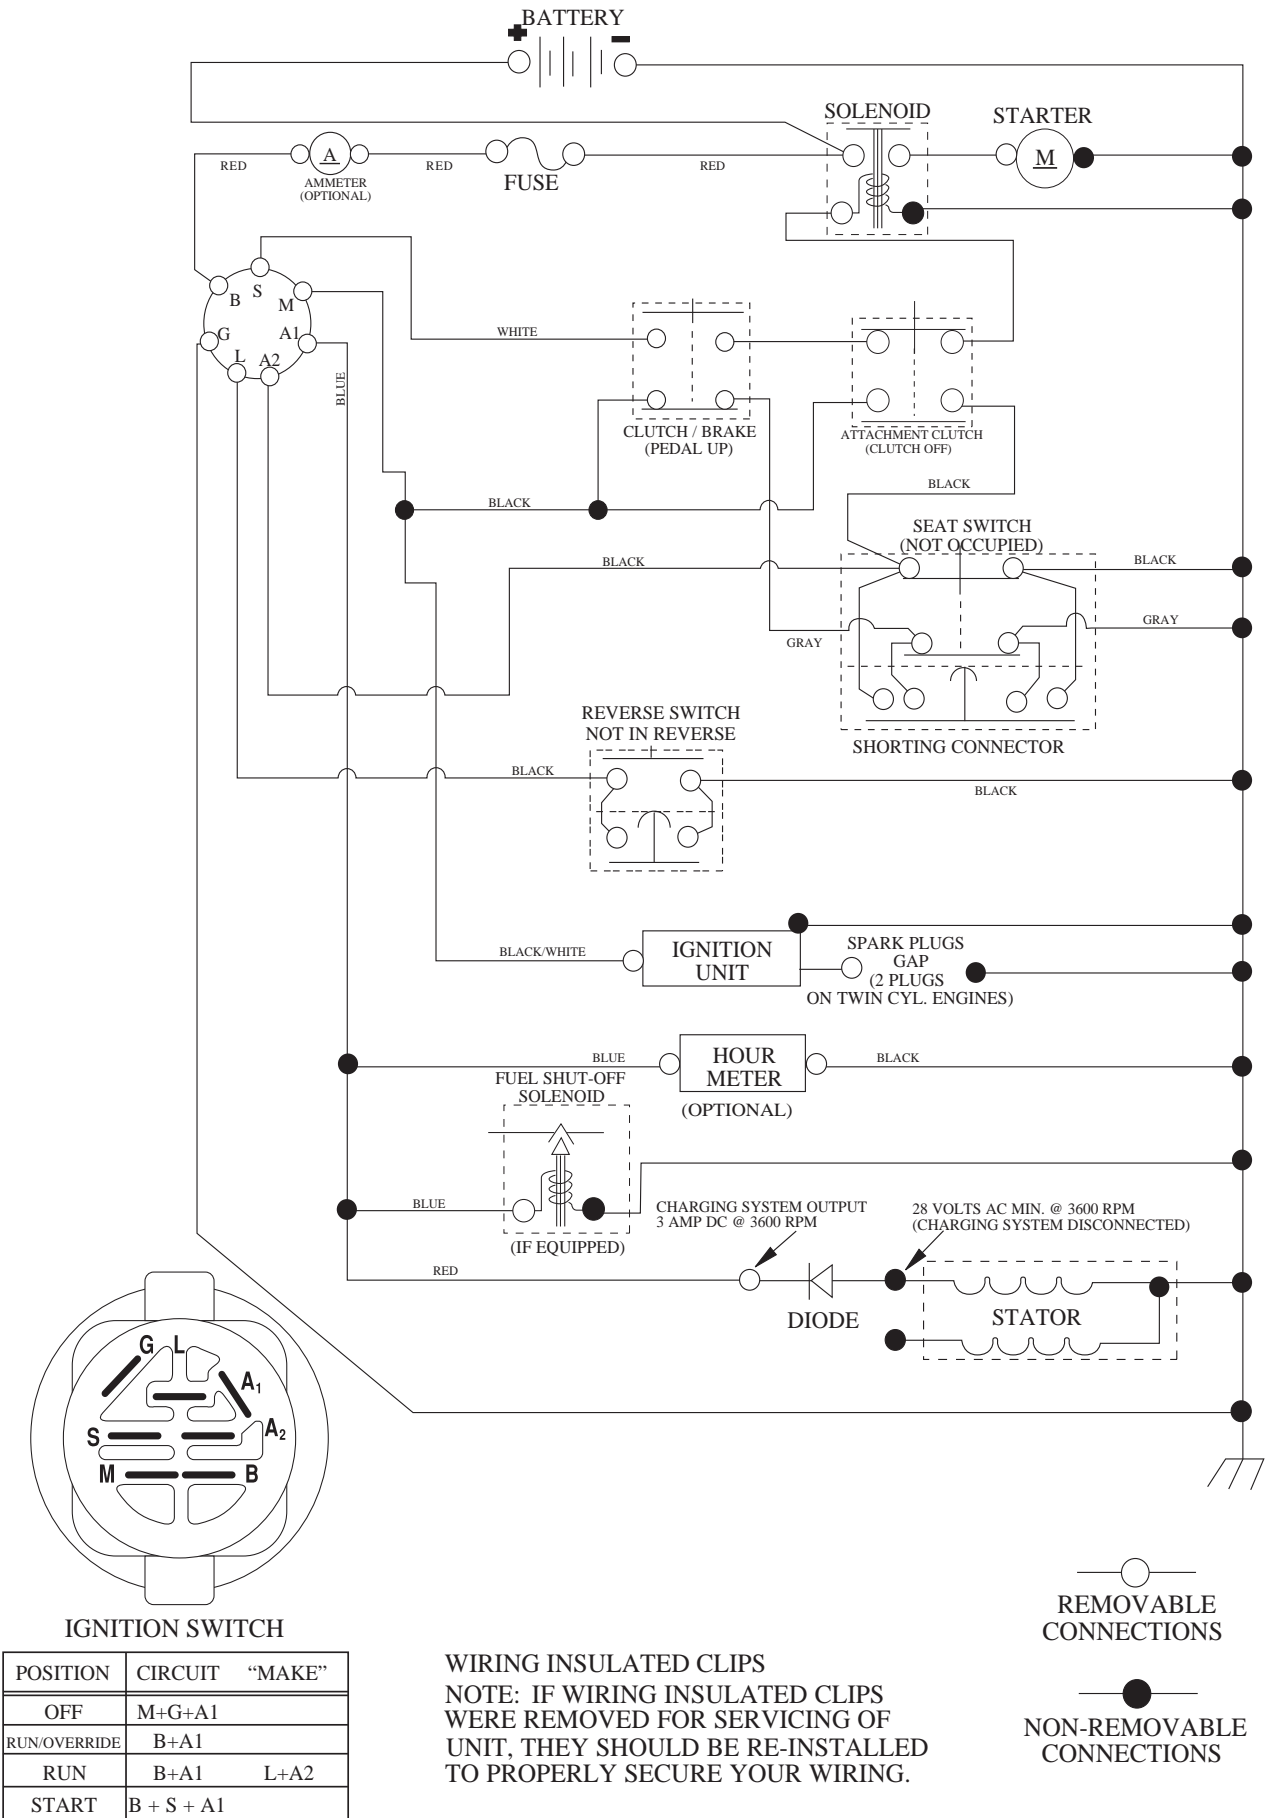 BATTERY
+ −
SOLENOID
STARTER
RED
A
RED
RED
M
AMMETER
(OPTIONAL)
FUSE
B
S
M
G
A1
L
A2
WHITE
BLUE
CLUTCH / BRAKE
(PEDAL UP)
ATTACHMENT CLUTCH
(CLUTCH OFF)
BLACK
BLACK
SEAT SWITCH
(NOT OCCUPIED)
BLACK
BLACK
GRAY
GRAY
SHORTING CONNECTOR
REVERSE SWITCH
NOT IN REVERSE
BLACK
BLACK
BLACK/WHITE
IGNITION
UNIT
SPARK PLUGS
GAP
(2 PLUGS
ON TWIN CYL. ENGINES)
BLUE
HOUR
METER
BLACK
(OPTIONAL)
FUEL SHUT-OFF
SOLENOID
BLUE
(IF EQUIPPED)
CHARGING SYSTEM OUTPUT
3 AMP DC @ 3600 RPM
28 VOLTS AC MIN. @ 3600 RPM
(CHARGING SYSTEM DISCONNECTED)
RED
DIODE
STATOR
G
L
A1
S
A2
M
B
IGNITION SWITCH
POSITION CIRCUIT “MAKE”
OFF M+G+A1
RUN/OVERRIDE B+A1
RUN B+A1 L+A2
START B + S + A1
WIRING INSULATED CLIPS
NOTE: IF WIRING INSULATED CLIPS
WERE REMOVED FOR SERVICING OF
UNIT, THEY SHOULD BE RE-INSTALLED
TO PROPERLY SECURE YOUR WIRING.
REMOVABLE
CONNECTIONS
NON-REMOVABLE
CONNECTIONS